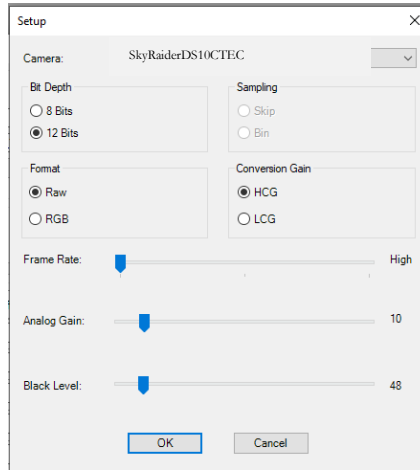 Setup
Camera: SkyRaiderDS10CTEC
Bit Depth
8 Bits
12 Bits
Sampling
Skip
Bin
Format
Raw
RGB
Conversion Gain
HCG
LCG
Frame Rate: High
Analog Gain: 10
Black Level: 48
OK Cancel